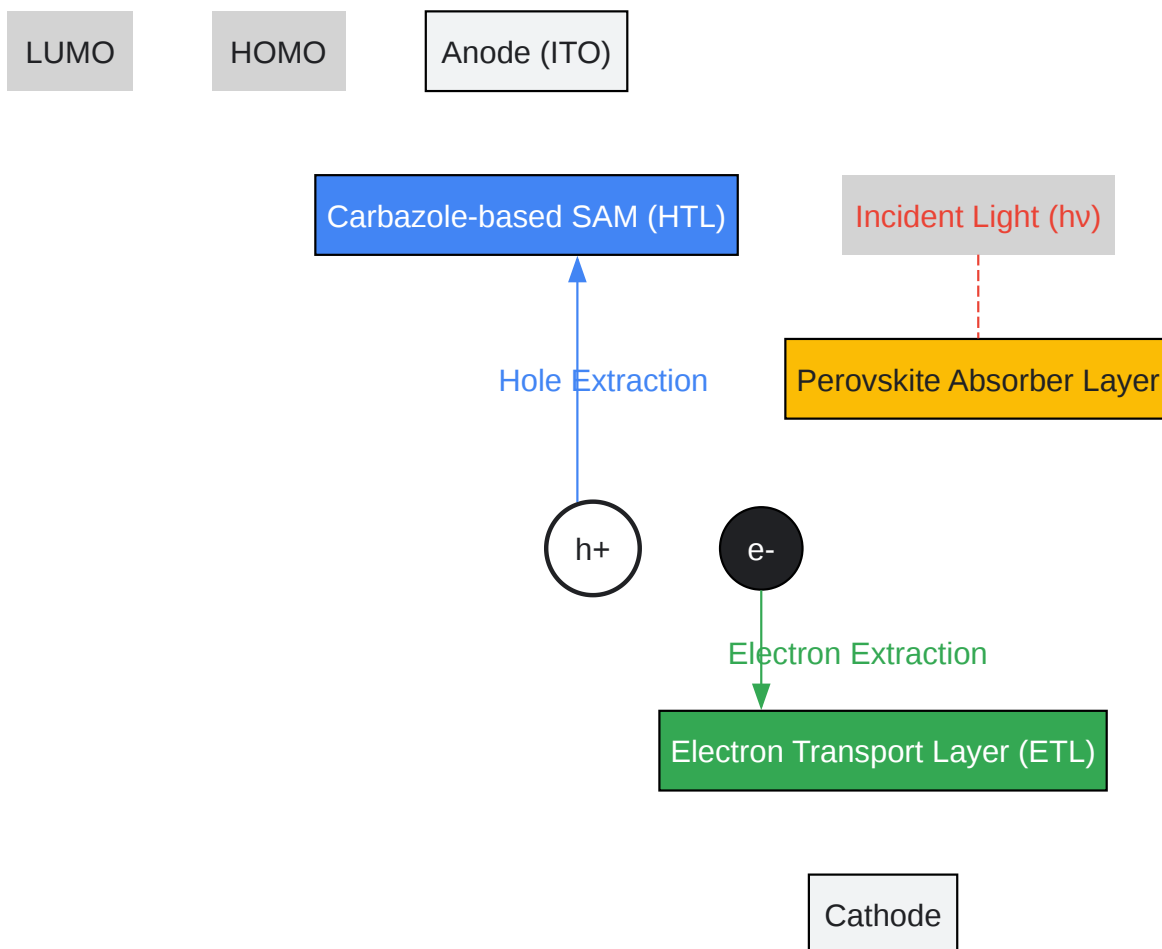 LUMO
HOMO
Anode (ITO)
Carbazole-based SAM (HTL)
Incident Light (hν)
Hole Extraction
Perovskite Absorber Layer
h+
e-
Electron Extraction
Electron Transport Layer (ETL)
Cathode